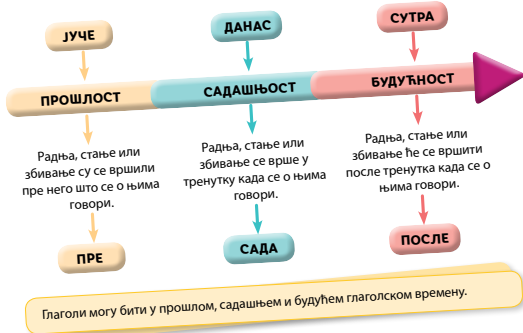 ЈУЧЕ
ДАНАС
СУТРА
ПРОШЛОСТ
САДАШЊОСТ
БУДУЋНОСТ
Радња, стање или
збивање су се вршили
пре него што се о њима
говори.
Радња, стање или
збивање се врше у
тренутку када се о њима
говори.
Радња, стање или
збивање ће се вршити
после тренутка када се о
њима говори.
ПРЕ
САДА
ПОСЛЕ
Глаголи могу бити у прошлом, садашњем и будућем глаголском времену.